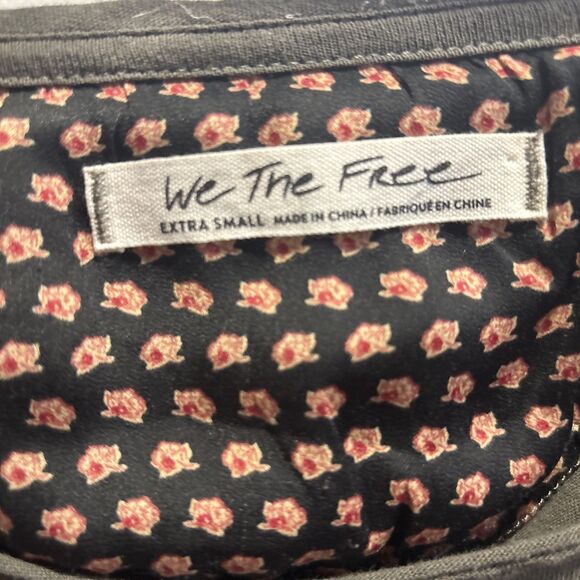 We The Free
EXTRA SMALL MADE IN CHINA / FABRIQUÉ EN CHINE